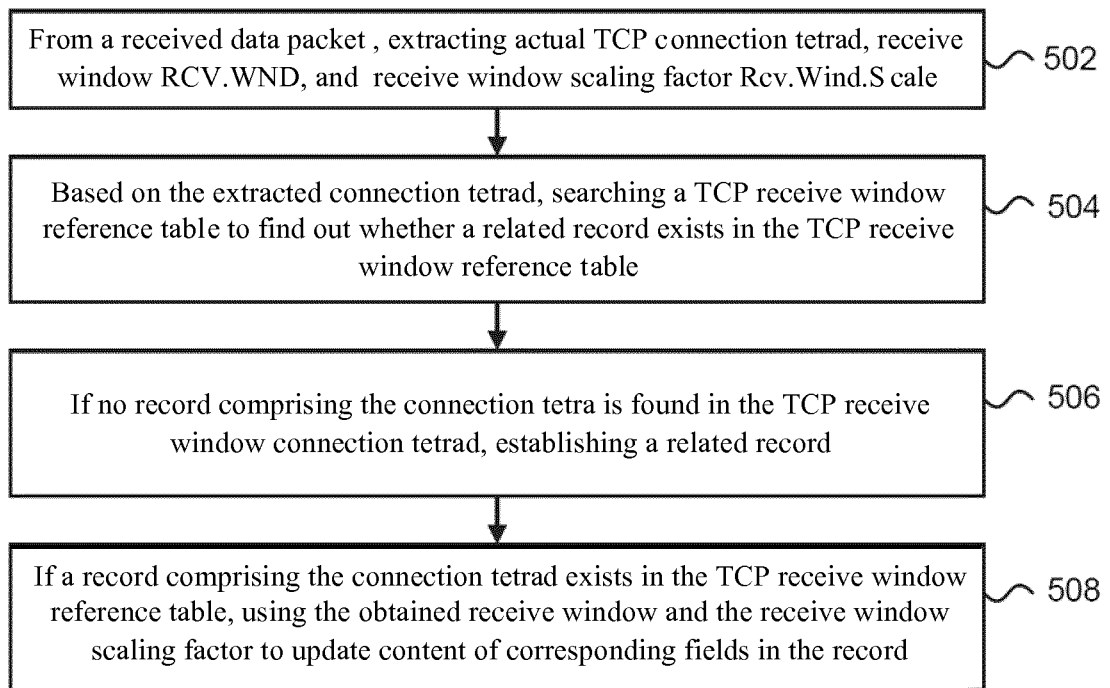 From a received data packet , extracting actual TCP connection tetrad, receive
window RCV.WND, and receive window scaling factor Rcv.Wind.S cale
502
Based on the extracted connection tetrad, searching a TCP receive window
reference table to find out whether a related record exists in the TCP receive
window reference table
504
If no record comprising the connection tetra is found in the TCP receive
window connection tetrad, establishing a related record
506
If a record comprising the connection tetrad exists in the TCP receive window
reference table, using the obtained receive window and the receive window
scaling factor to update content of corresponding fields in the record
508